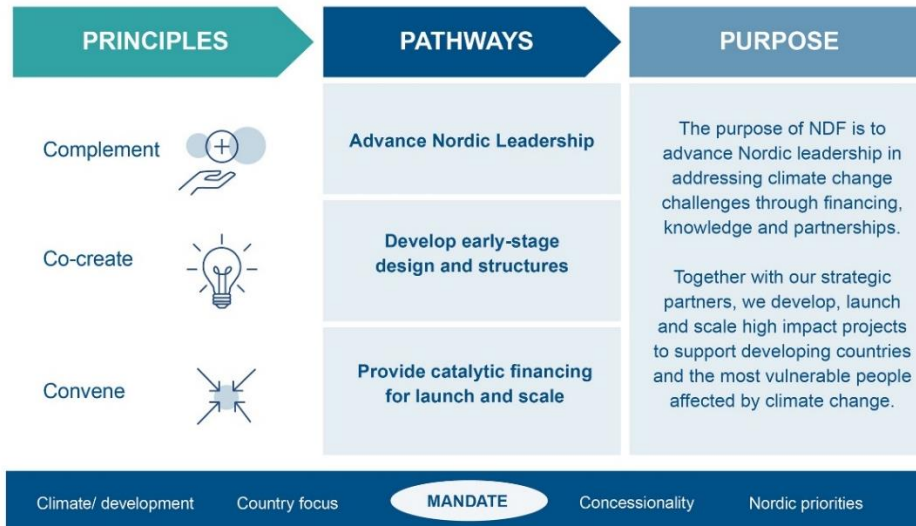 PRINCIPLES
PATHWAYS
PURPOSE
Complement
Co-create
Convene
Advance Nordic Leadership
Develop early-stage
design and structures
Provide catalytic financing
for launch and scale
The purpose of NDF is to
advance Nordic leadership in
addressing climate change
challenges through financing,
knowledge and partnerships.
Together with our strategic
partners, we develop, launch
and scale high impact projects
to support developing countries
and the most vulnerable people
affected by climate change.
Climate/ development
Country focus
MANDATE
Concessionality
Nordic priorities